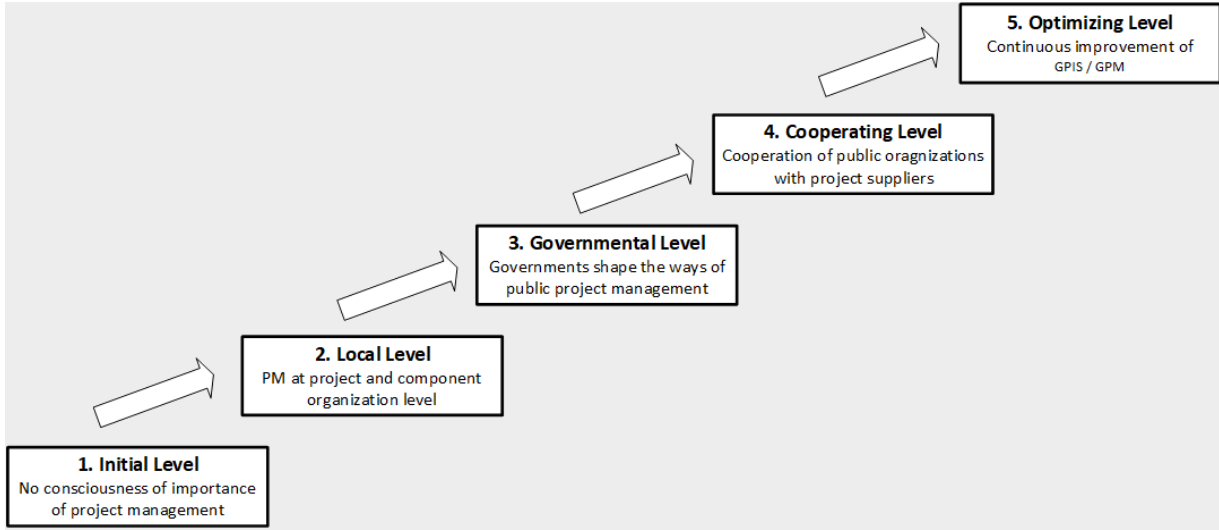 5. Optimizing Level
Continuous improvement of
GPIS / GPM
4. Cooperating Level
Cooperation of public oragnizations
with project suppliers
3. Governmental Level
Governments shape the ways of
public project management
2. Local Level
PM at project and component
organization level
1. Initial Level
No consciousness of importance
of project management